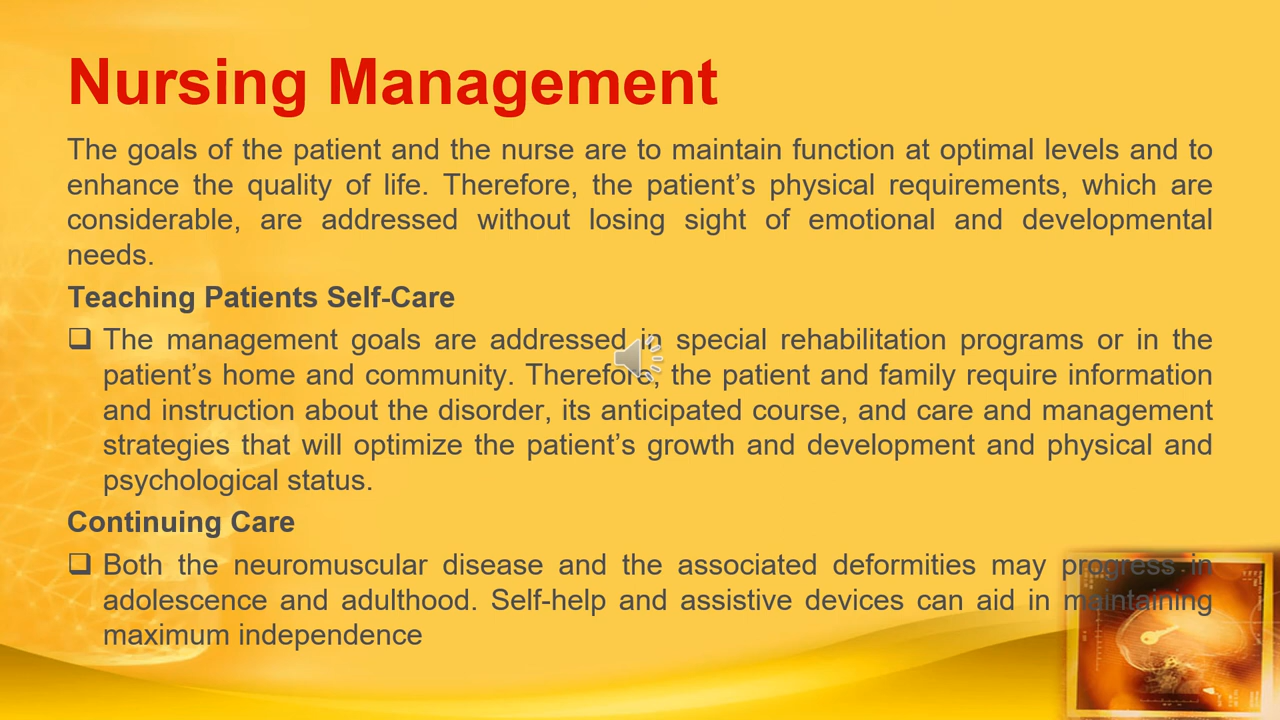 Nursing Management
The goals of the patient and the nurse are to maintain function at optimal levels and to
enhance the quality of life. Therefore, the patient’s physical requirements, which are
considerable, are addressed without losing sight of emotional and developmental
needs.
Teaching Patients Self-Care
❑ The management goals are addressed in special rehabilitation programs or in the
patient’s home and community. Therefore, the patient and family require information
and instruction about the disorder, its anticipated course, and care and management
strategies that will optimize the patient’s growth and development and physical and
psychological status.
Continuing Care
❑ Both the neuromuscular disease and the associated deformities may progress in
adolescence and adulthood. Self-help and assistive devices can aid in maintaining
maximum independence